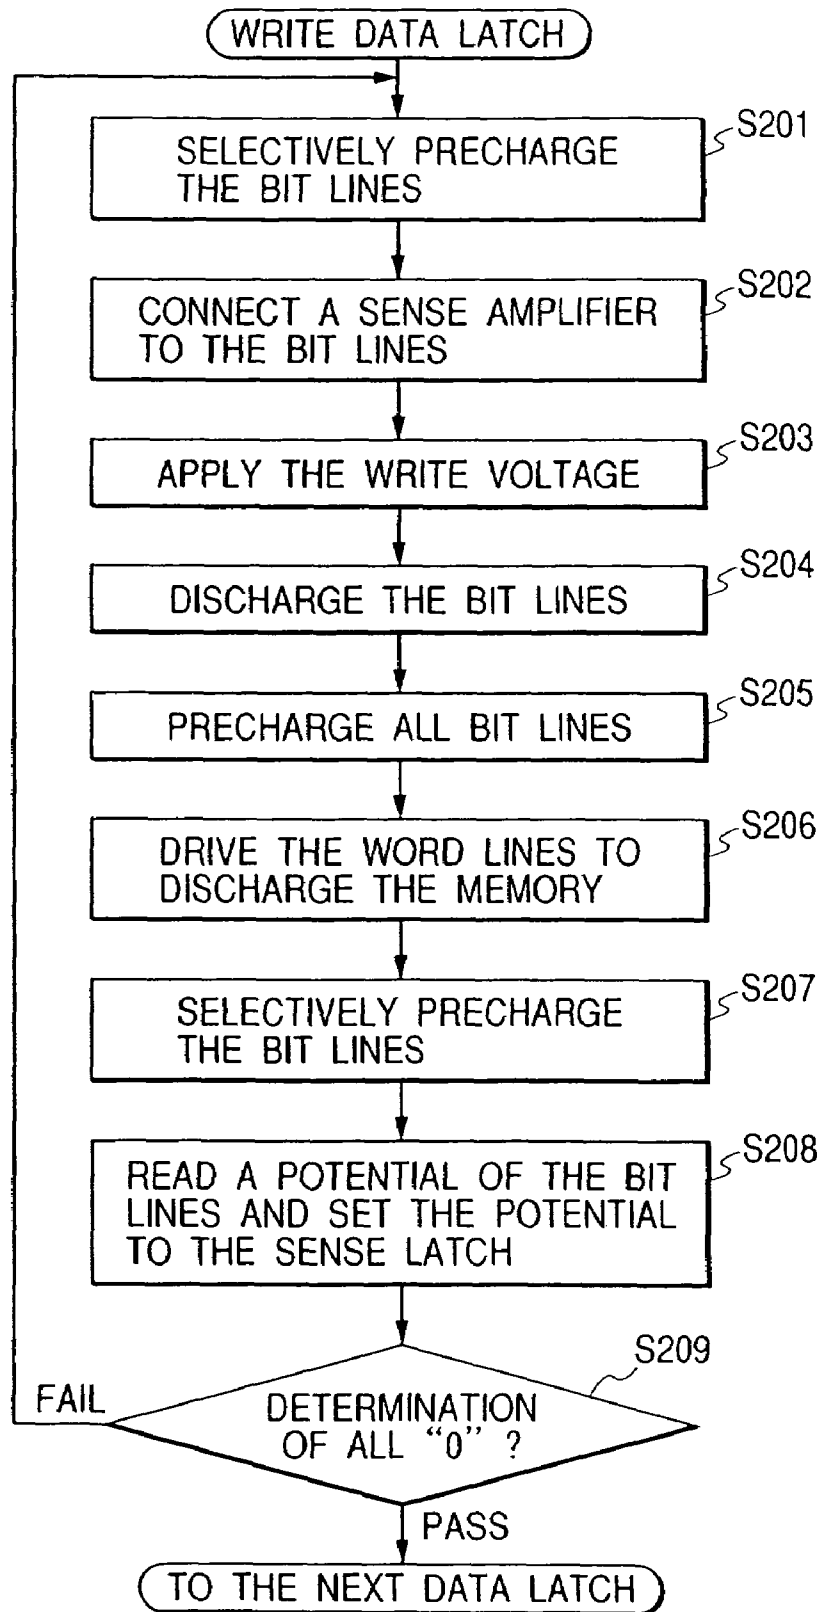 WRITE DATA LATCH
S201
SELECTIVELY PRECHARGE
THE BIT LINES
S202
CONNECT A SENSE AMPLIFIER
TO THE BIT LINES
S203
APPLY THE WRITE VOLTAGE
S204
DISCHARGE THE BIT LINES
S205
PRECHARGE ALL BIT LINES
S206
DRIVE THE WORD LINES TO
DISCHARGE THE MEMORY
S207
SELECTIVELY PRECHARGE
THE BIT LINES
S208
READ A POTENTIAL OF THE BIT
LINES AND SET THE POTENTIAL
TO THE SENSE LATCH
S209
FAIL
DETERMINATION
OF ALL “0” ?
PASS
TO THE NEXT DATA LATCH